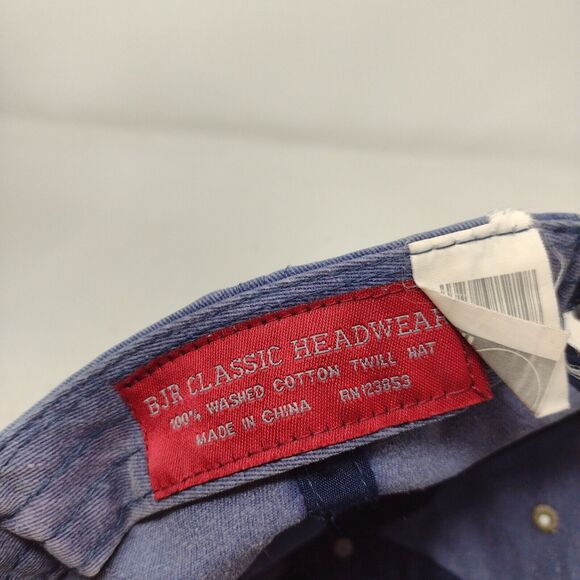 BJR CLASSIC HEADWEAR
100% WASHED COTTON TWILL HAT
MADE IN CHINA RN123853